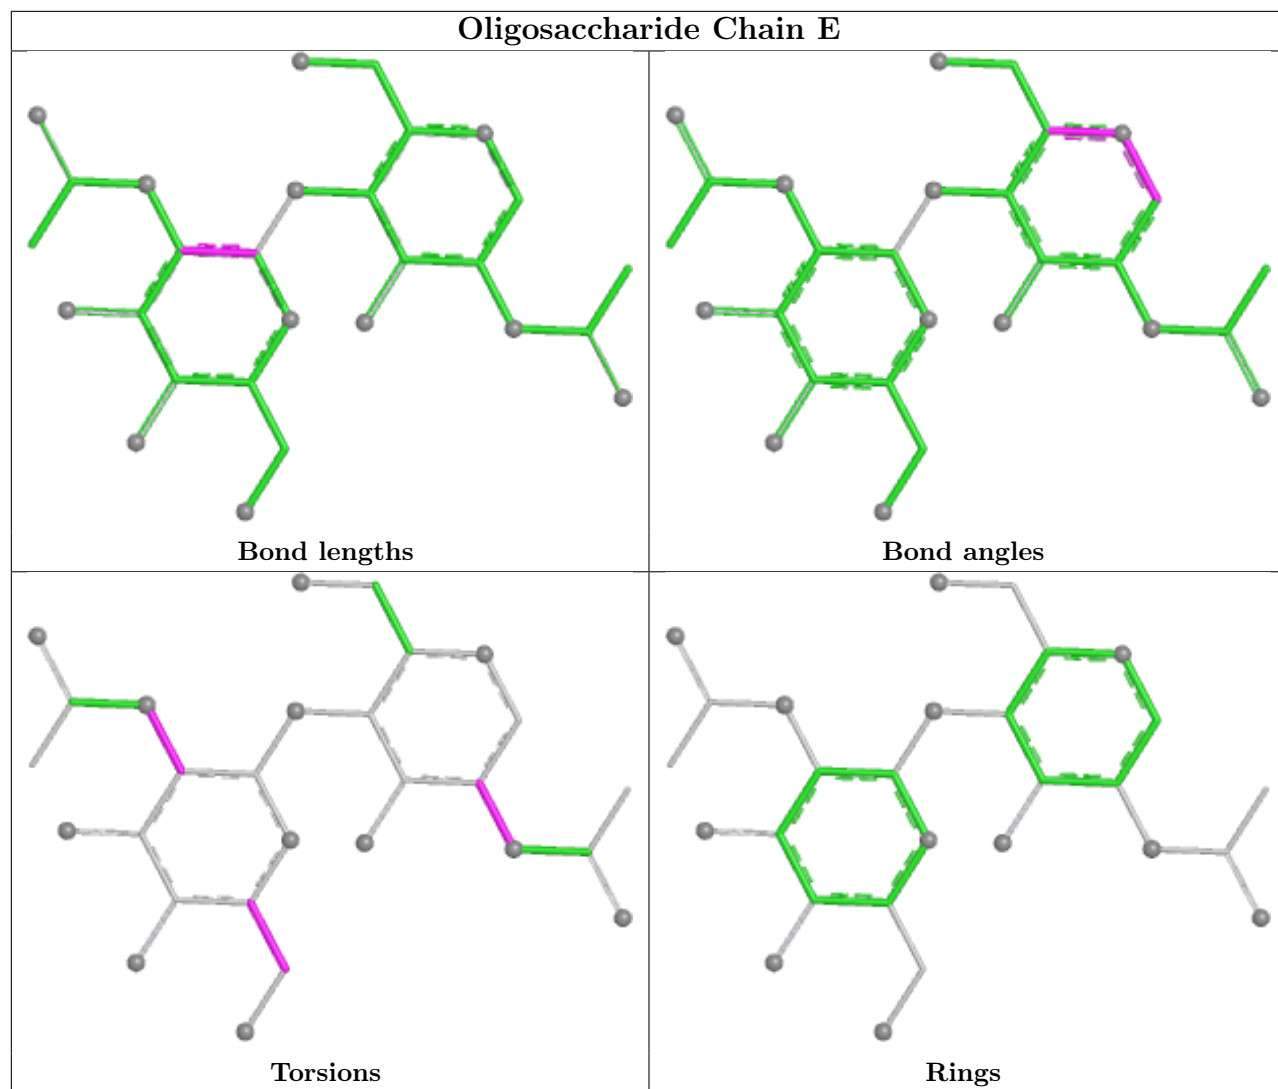 Oligosaccharide Chain E
Bond lengths
Bond angles
Torsions
Rings